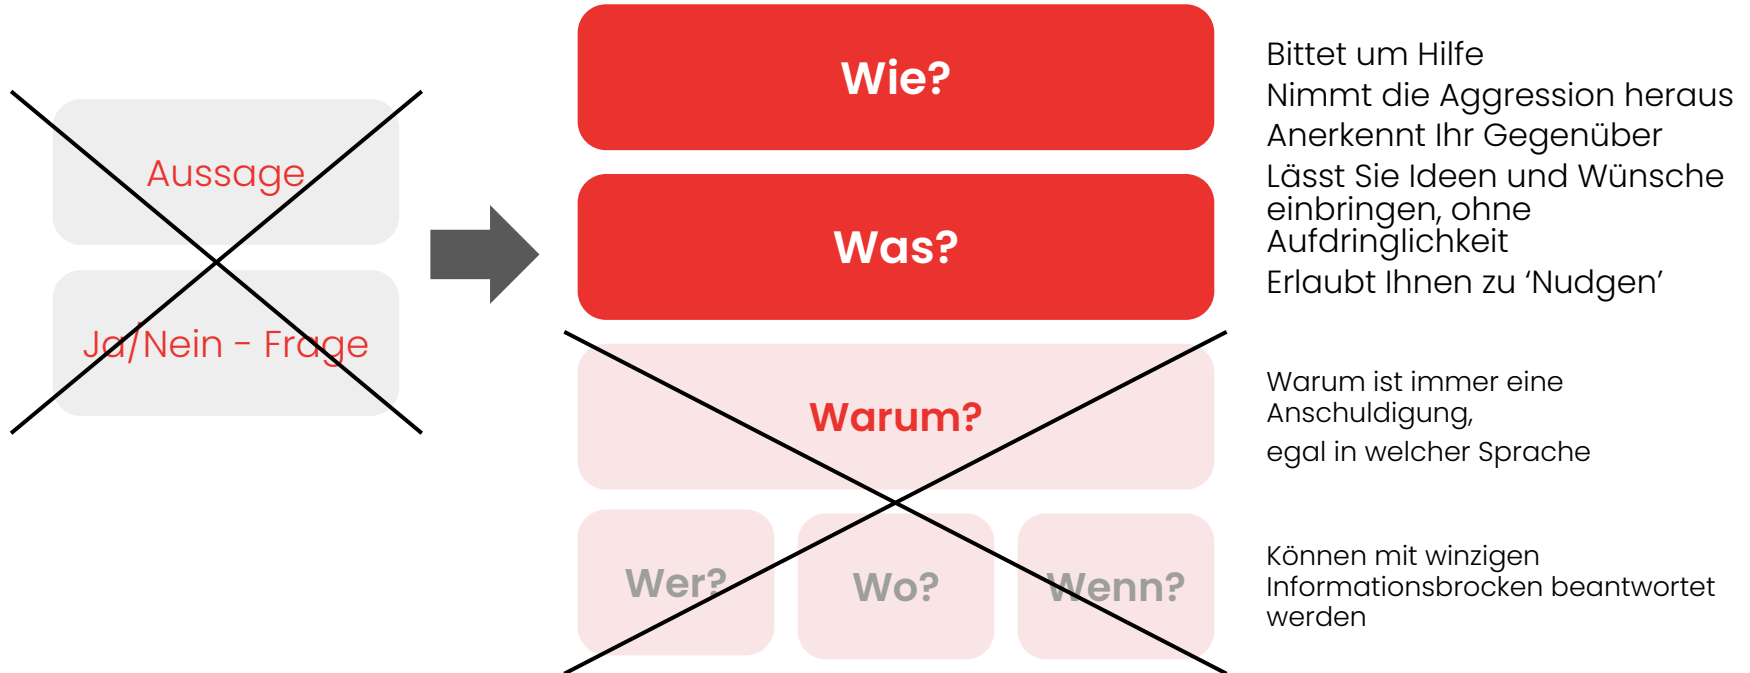 Aussage
Ja/Nein - Frage
Wie?
Was?
Warum?
Wer?
Wo?
Wenn?
Bittet um Hilfe
Nimmt die Aggression heraus
Anerkennt Ihr Gegenüber
Lässt Sie Ideen und Wünsche
einbringen, ohne
Aufdringlichkeit
Erlaubt Ihnen zu ‘Nudgen’
Warum ist immer eine
Anschuldigung,
egal in welcher Sprache
Können mit winzigen
Informationsbrocken beantwortet
werden